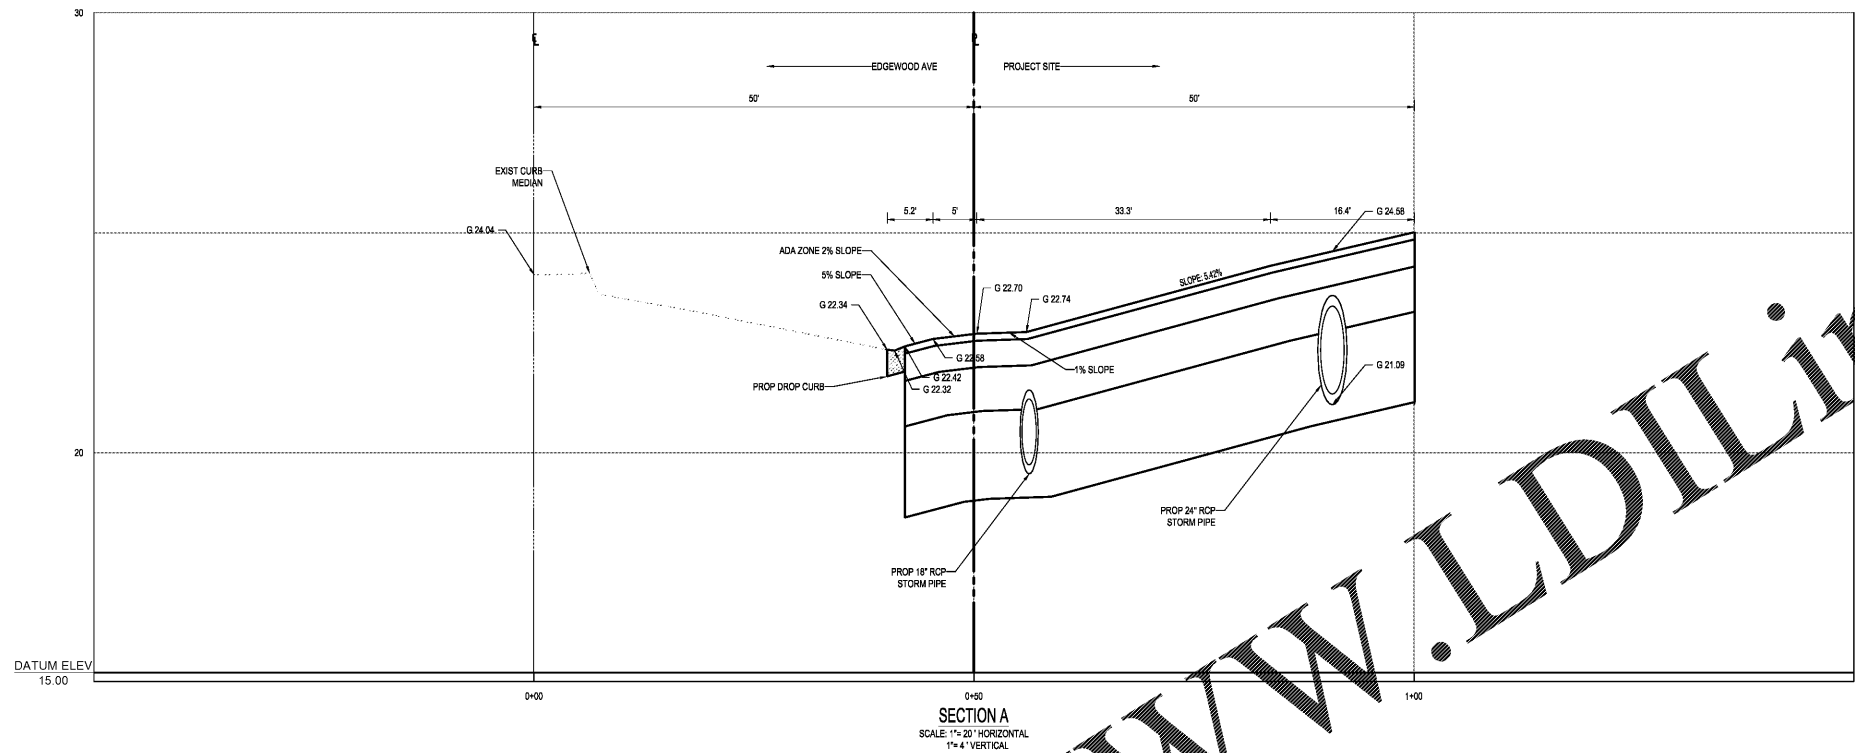 30
℄
P̲L
EDGEWOOD AVE
PROJECT SITE
50'
50'
EXIST CURB
MEDIAN
5.2'
5'
33.3'
16.4'
G 24.58
G 24.04
ADA ZONE 2% SLOPE
5% SLOPE
SLOPE: 5.42%
G 22.70
G 22.74
G 22.34
G 22.58
1% SLOPE
G 22.42
G 21.09
PROP DROP CURB
G 22.32
20
PROP 24" RCP
STORM PIPE
PROP 18" RCP
STORM PIPE
DATUM ELEV
15.00
0+00
0+50
1+00
SECTION A
SCALE: 1"= 20 ' HORIZONTAL
1"= 4 ' VERTICAL